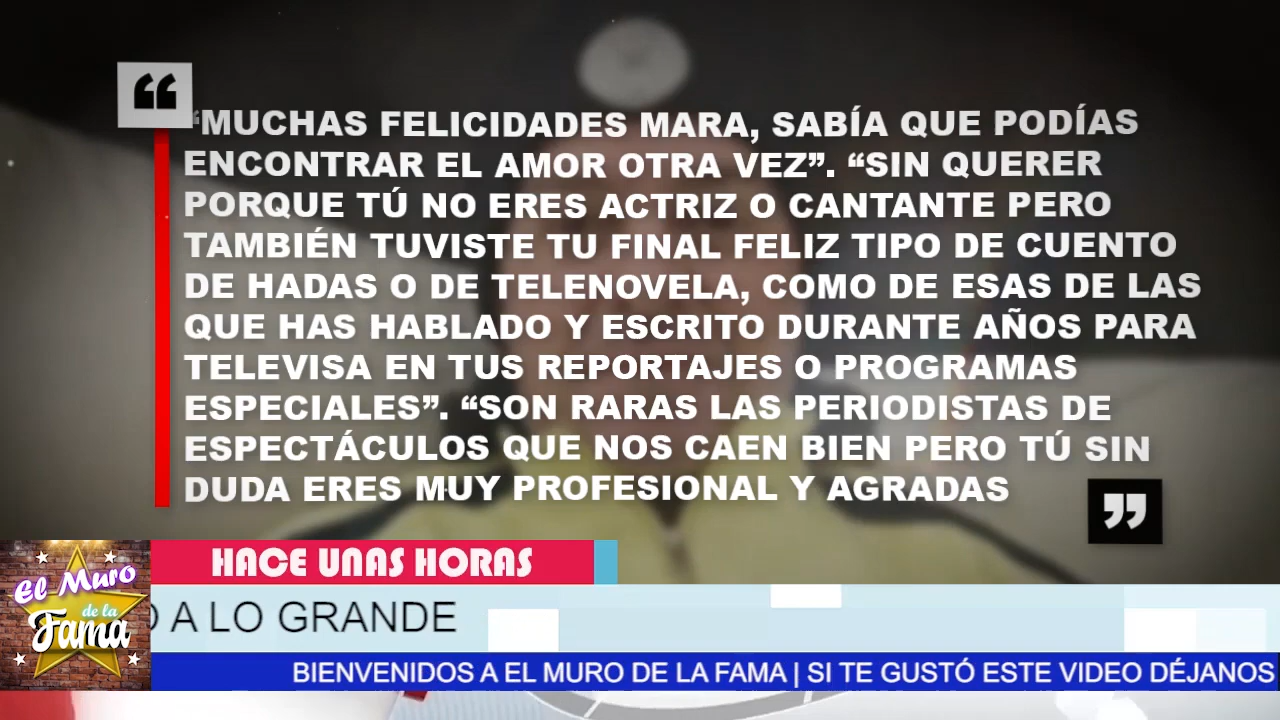 “MUCHAS FELICIDADES MARA, SABÍA QUE PODÍAS
ENCONTRAR EL AMOR OTRA VEZ”. “SIN QUERER
PORQUE TÚ NO ERES ACTRIZ O CANTANTE PERO
TAMBIÉN TUVISTE TU FINAL FELIZ TIPO DE CUENTO
DE HADAS O DE TELENOVELA, COMO DE ESAS DE LAS
QUE HAS HABLADO Y ESCRITO DURANTE AÑOS PARA
TELEVISA EN TUS REPORTAJES O PROGRAMAS
ESPECIALES”. “SON RARAS LAS PERIODISTAS DE
ESPECTÁCULOS QUE NOS CAEN BIEN PERO TÚ SIN
DUDA ERES MUY PROFESIONAL Y AGRADAS
HACE UNAS HORAS
El Muro
de la
Fama
A LO GRANDE
BIENVENIDOS A EL MURO DE LA FAMA | SI TE GUSTÓ ESTE VIDEO DÉJANOS